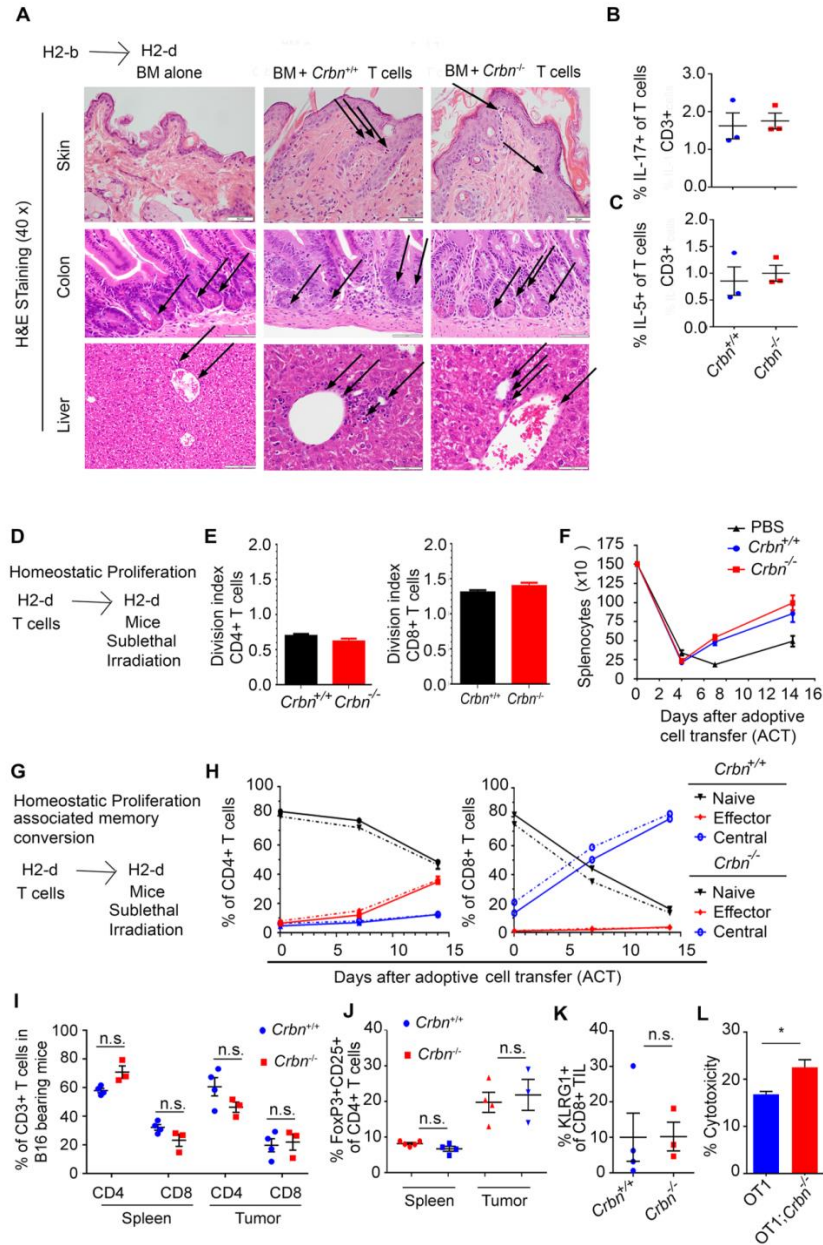 A
H2-b → H2-d
BM alone
BM + Crbn+/+ T cells
BM + Crbn-/- T cells
H&E STaining (40 x)
Skin
Colon
Liver
B
% IL-17+ of T cells
CD3+
3.0
2.0
1.0
0.0
C
% IL-5+ of T cells
CD3+
2.0
1.5
1.0
0.5
0.0
Crbn+/+
Crbn-/-
D
Homeostatic Proliferation
H2-d → H2-d
T cells Mice
Sublethal
Irradiation
E
Division index
CD4+ T cells
2.0
1.5
1.0
0.5
0.0
Crbn+/+ Crbn-/-
Division index
CD8+ T cells
2.0
1.5
1.0
0.5
0.0
Crbn+/+ Crbn-/-
F
PBS
Crbn+/+
Crbn-/-
Splenocytes (x10 )
175
150
125
100
75
50
25
0
0 2 4 6 8 10 12 14 16
Days after adoptive
cell transfer (ACT)
G
Homeostatic Proliferation
associated memory
conversion
H2-d → H2-d
T cells Mice
Sublethal
Irradiation
H
% of CD4+ T cells
100
80
60
40
20
0
0 5 10 15
% of CD8+ T cells
100
80
60
40
20
0
0 5 10 15
Days after adoptive cell transfer (ACT)
Crbn+/+
Naive
Effector
Central
Crbn-/-
Naive
Effector
Central
I
% of CD3+ T cells in
B16 bearing mice
100
80
60
40
20
0
n.s.
n.s.
n.s.
n.s.
Crbn+/+
Crbn-/-
CD4 CD8 CD4 CD8
Spleen Tumor
J
% FoxP3+CD25+
of CD4+ T cells
40
30
20
10
0
Crbn+/+
Crbn-/-
n.s.
n.s.
Spleen Tumor
K
% KLRG1+
of CD8+ TIL
40
30
20
10
0
n.s.
Crbn+/+
Crbn-/-
L
% Cytotoxicity
30
20
10
0
*
OT1
OT1;Crbn-/-